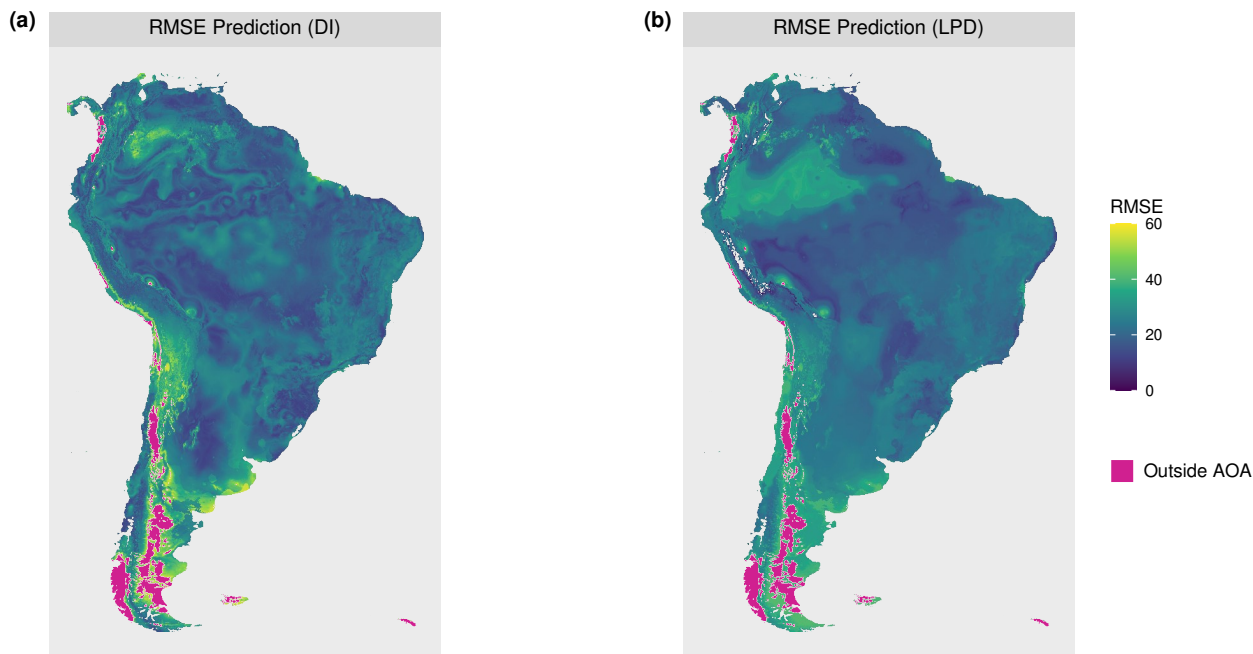 (a)
RMSE Prediction (DI)
(b)
RMSE Prediction (LPD)
RMSE
60
40
20
0
Outside AOA